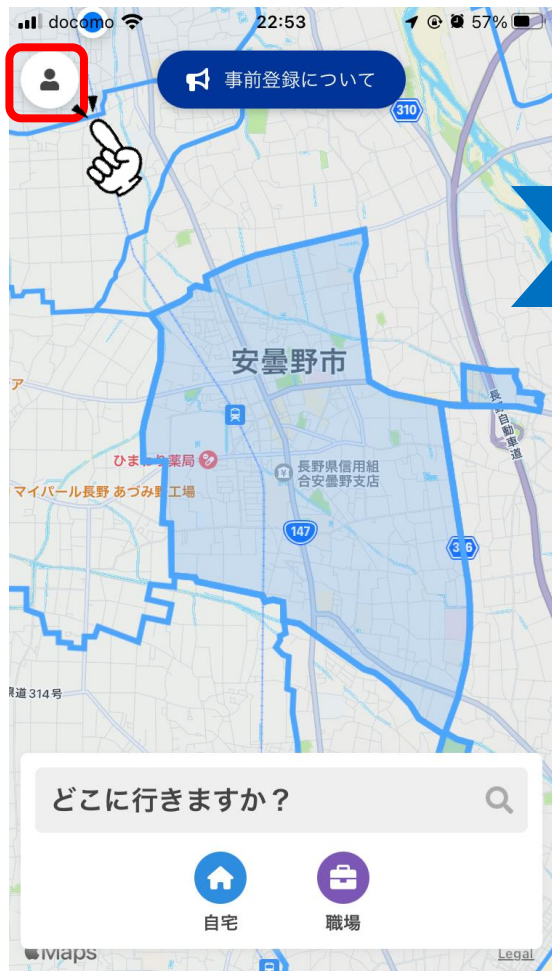 docomo 22:53 57%
事前登録について
310
安曇野市
ア
長野自動車道
ひまわり薬局
長野県信用組
合安曇野支店
マイパール長野 あづみ野工場
147
316
道314号
どこに行きますか？
自宅
職場
Maps
Legal